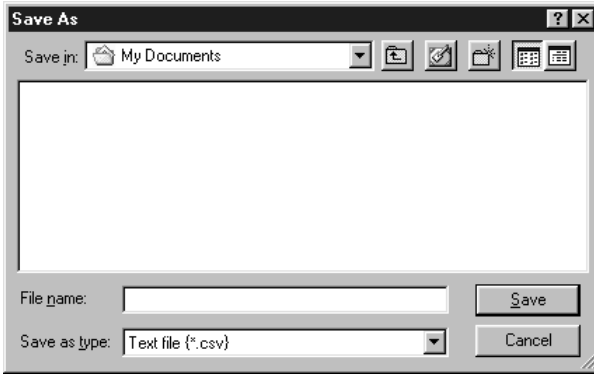 Save As
Save in: My Documents
File name:
Save
Save as type: Text file {*.csv}
Cancel